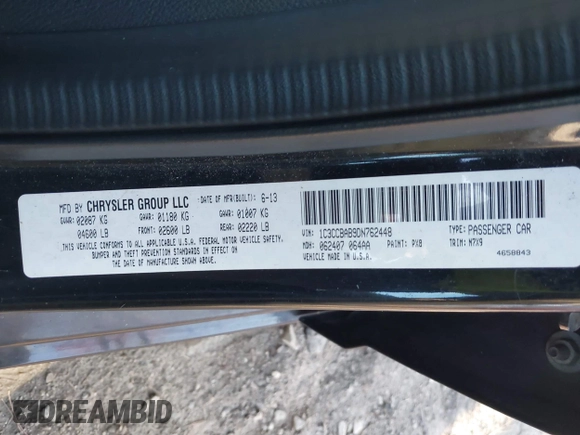 MFD BY CHRYSLER GROUP LLC DATE OF MFR(BUILT): 6-13
GVWR: 02087 KG GAWR: 01180 KG GAWR: 01007 KG
04600 LB FRONT: 02600 LB REAR: 02220 LB
.THIS VEHICLE CONFORMS TO ALL APPLICABLE U.S.A. FEDERAL MOTOR VEHICLE SAFETY,
BUMPER AND THEFT PREVENTION STANDARDS IN EFFECT ON
THE DATE OF MANUFACTURE SHOWN ABOVE.
VIN: 1C3CCBAB9DN762448 TYPE: PASSENGER CAR
MDH: 062407 064AA PAINT: PX8 TRIM: M7X9
VEHICLE MADE IN U.S.A. 4658843
DREAMBID